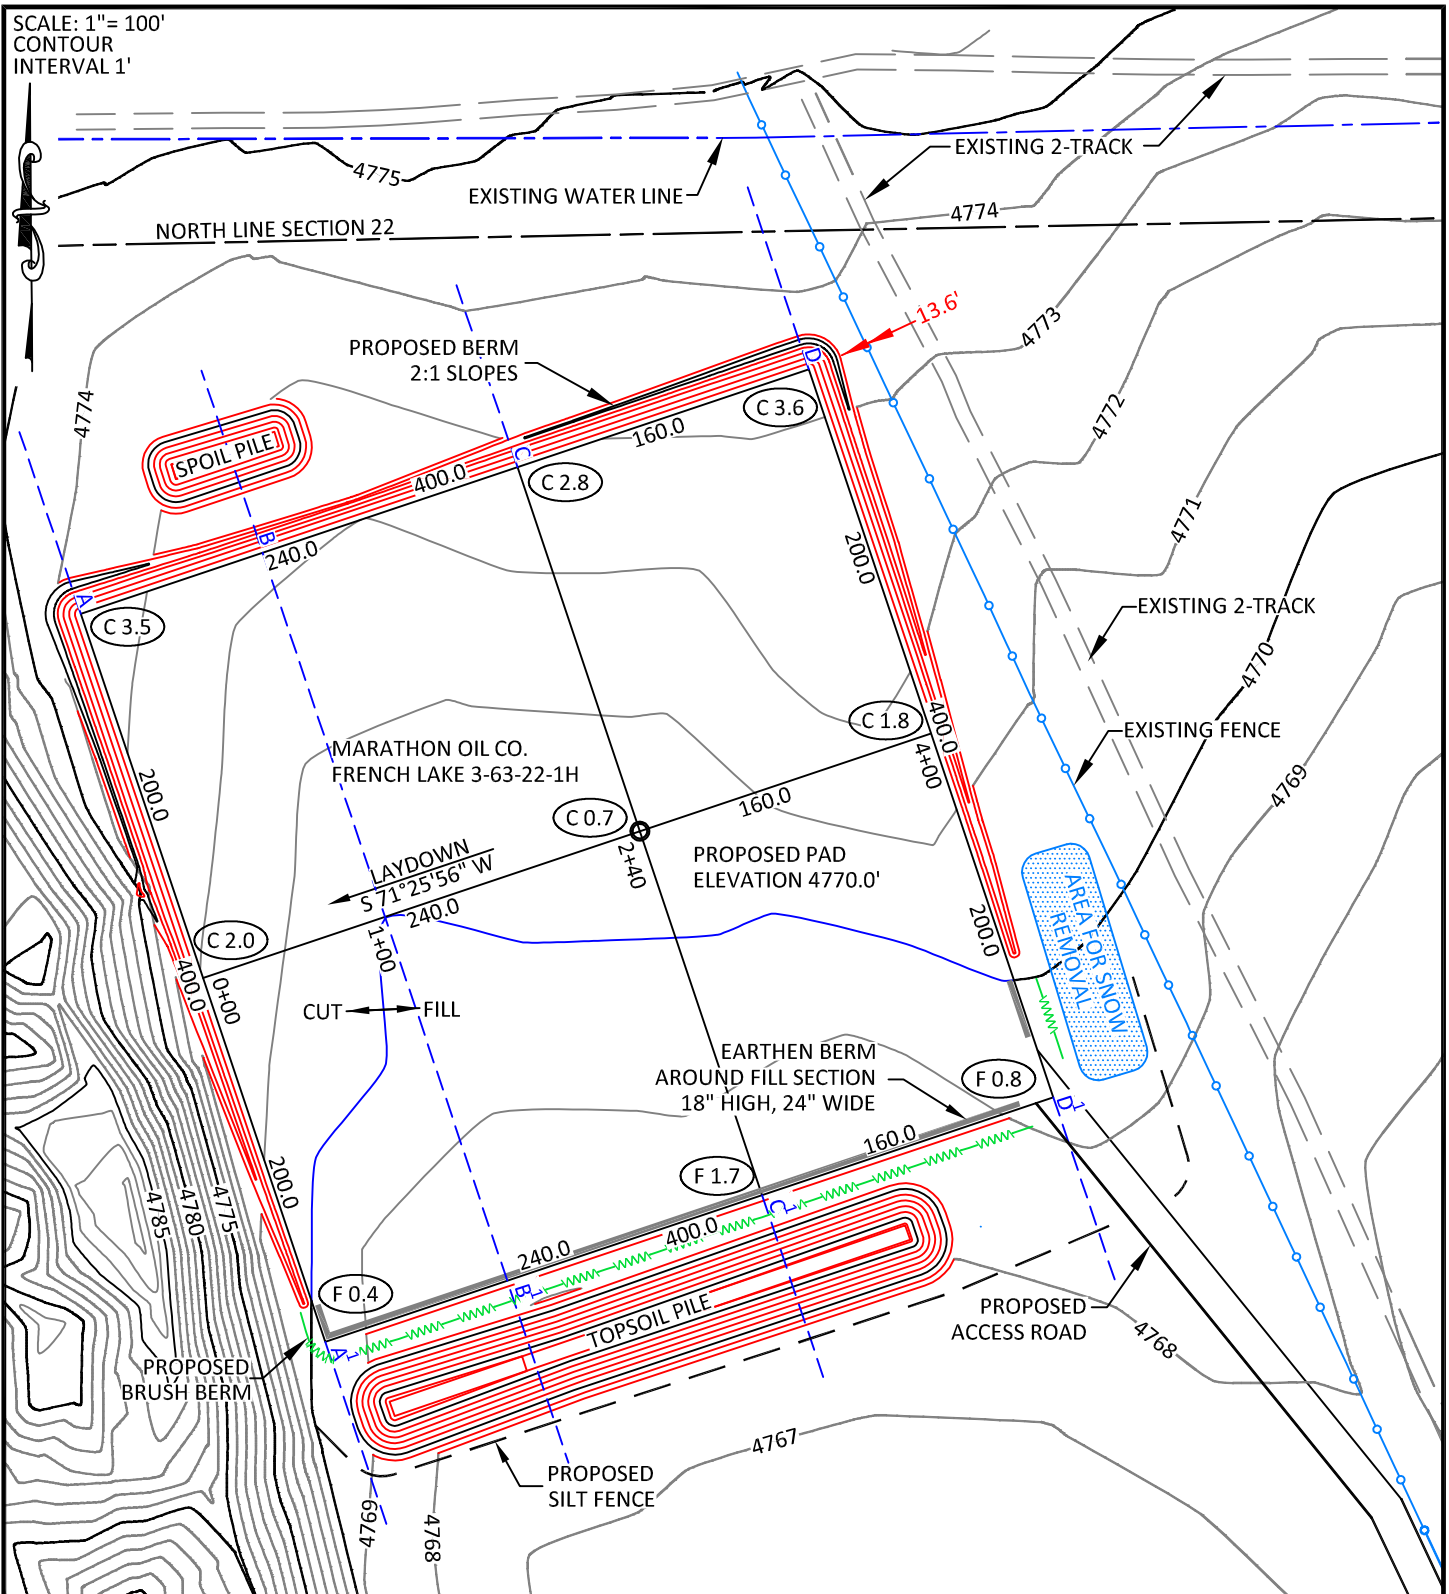 SCALE: 1"= 100'
CONTOUR
INTERVAL 1'
4775
EXISTING WATER LINE
EXISTING 2-TRACK
4774
NORTH LINE SECTION 22
13.6'
4773
PROPOSED BERM
2:1 SLOPES
D
C 3.6
4774
SPOIL PILE
160.0
C
400.0
C 2.8
4772
4771
B
240.0
200.0
A
C 3.5
EXISTING 2-TRACK
4770
C 1.8
400.0
4+00
EXISTING FENCE
MARATHON OIL CO.
FRENCH LAKE 3-63-22-1H
200.0
4769
C 0.7
160.0
2+40
PROPOSED PAD
ELEVATION 4770.0'
LAYDOWN
S 71°25'56" W
240.0
1+00
AREA FOR SNOW
REMOVAL
200.0
C 2.0
400.0
0+00
CUT
FILL
EARTHEN BERM
AROUND FILL SECTION
18" HIGH, 24" WIDE
F 0.8
D1
160.0
F 1.7
C1
200.0
4785
4780
4775
400.0
240.0
F 0.4
B1
TOPSOIL PILE
A1
PROPOSED
BRUSH BERM
PROPOSED
ACCESS ROAD
4768
4767
PROPOSED
SILT FENCE
4769
4768